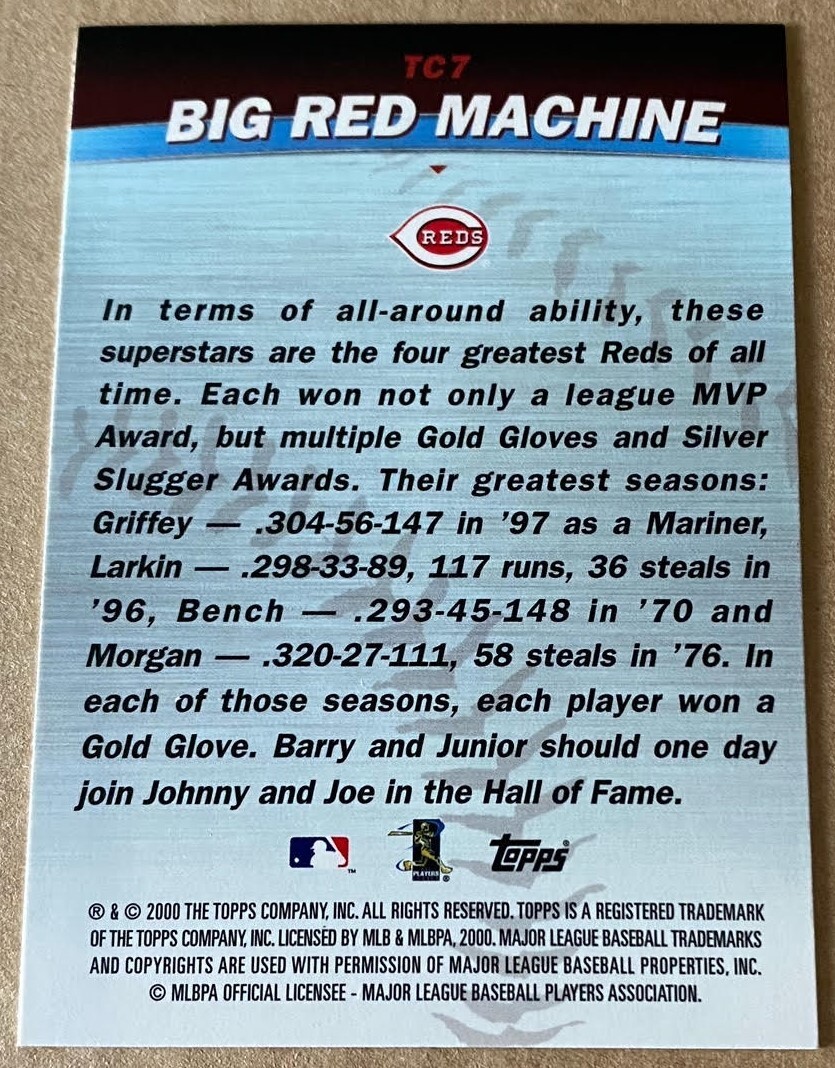 TC7
BIG RED MACHINE
REDS
In terms of all-around ability, these
superstars are the four greatest Reds of all
time. Each won not only a league MVP
Award, but multiple Gold Gloves and Silver
Slugger Awards. Their greatest seasons:
Griffey — .304-56-147 in '97 as a Mariner,
Larkin — .298-33-89, 117 runs, 36 steals in
'96, Bench — .293-45-148 in '70 and
Morgan — .320-27-111, 58 steals in '76. In
each of those seasons, each player won a
Gold Glove. Barry and Junior should one day
join Johnny and Joe in the Hall of Fame.
TM PLAYERS ® TOPPS®
® & © 2000 THE TOPPS COMPANY, INC. ALL RIGHTS RESERVED. TOPPS IS A REGISTERED TRADEMARK
OF THE TOPPS COMPANY, INC. LICENSED BY MLB & MLBPA, 2000. MAJOR LEAGUE BASEBALL TRADEMARKS
AND COPYRIGHTS ARE USED WITH PERMISSION OF MAJOR LEAGUE BASEBALL PROPERTIES, INC.
© MLBPA OFFICIAL LICENSEE - MAJOR LEAGUE BASEBALL PLAYERS ASSOCIATION.